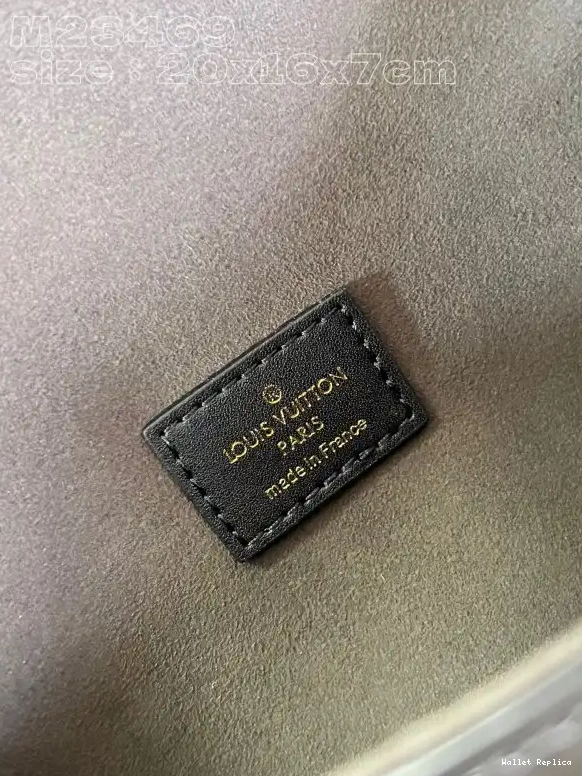 M23469
size : 20x16x7cm
®
LOUIS VUITTON
PARIS
made in France
Wallet Replica